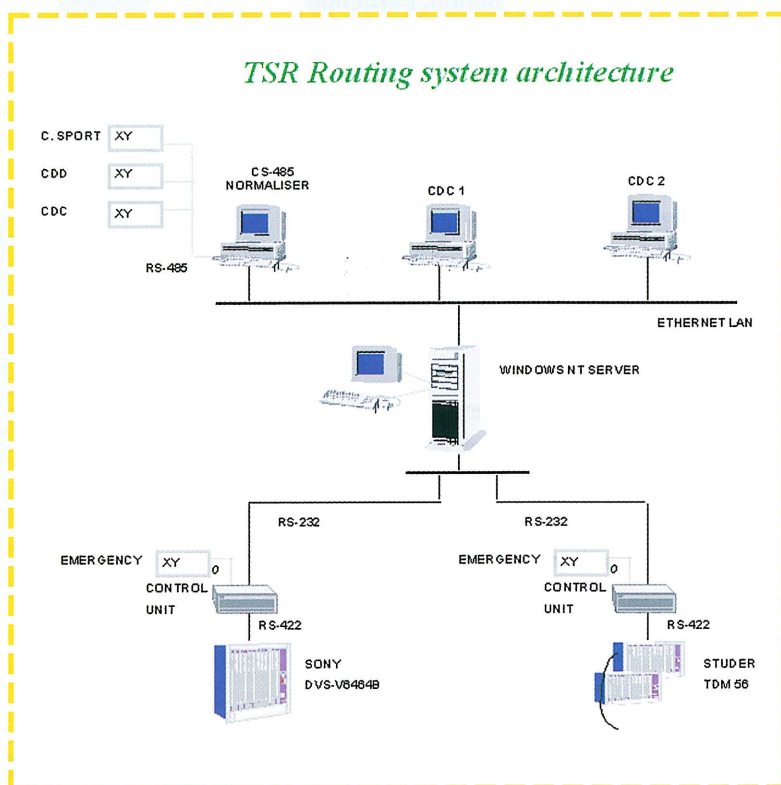 TSR Routing system architecture
C.SPORT XY
CDD XY
CDC XY
RS-485
CS-485
NORMALISER
CDC 1
CDC 2
ETHERNET LAN
WINDOWS NT SERVER
RS-232
RS-232
EMERGENCY XY 0
CONTROL
UNIT
RS-422
SONY
DVS-V6464B
EMERGENCY XY 0
CONTROL
UNIT
RS-422
STUDER
TDM 56